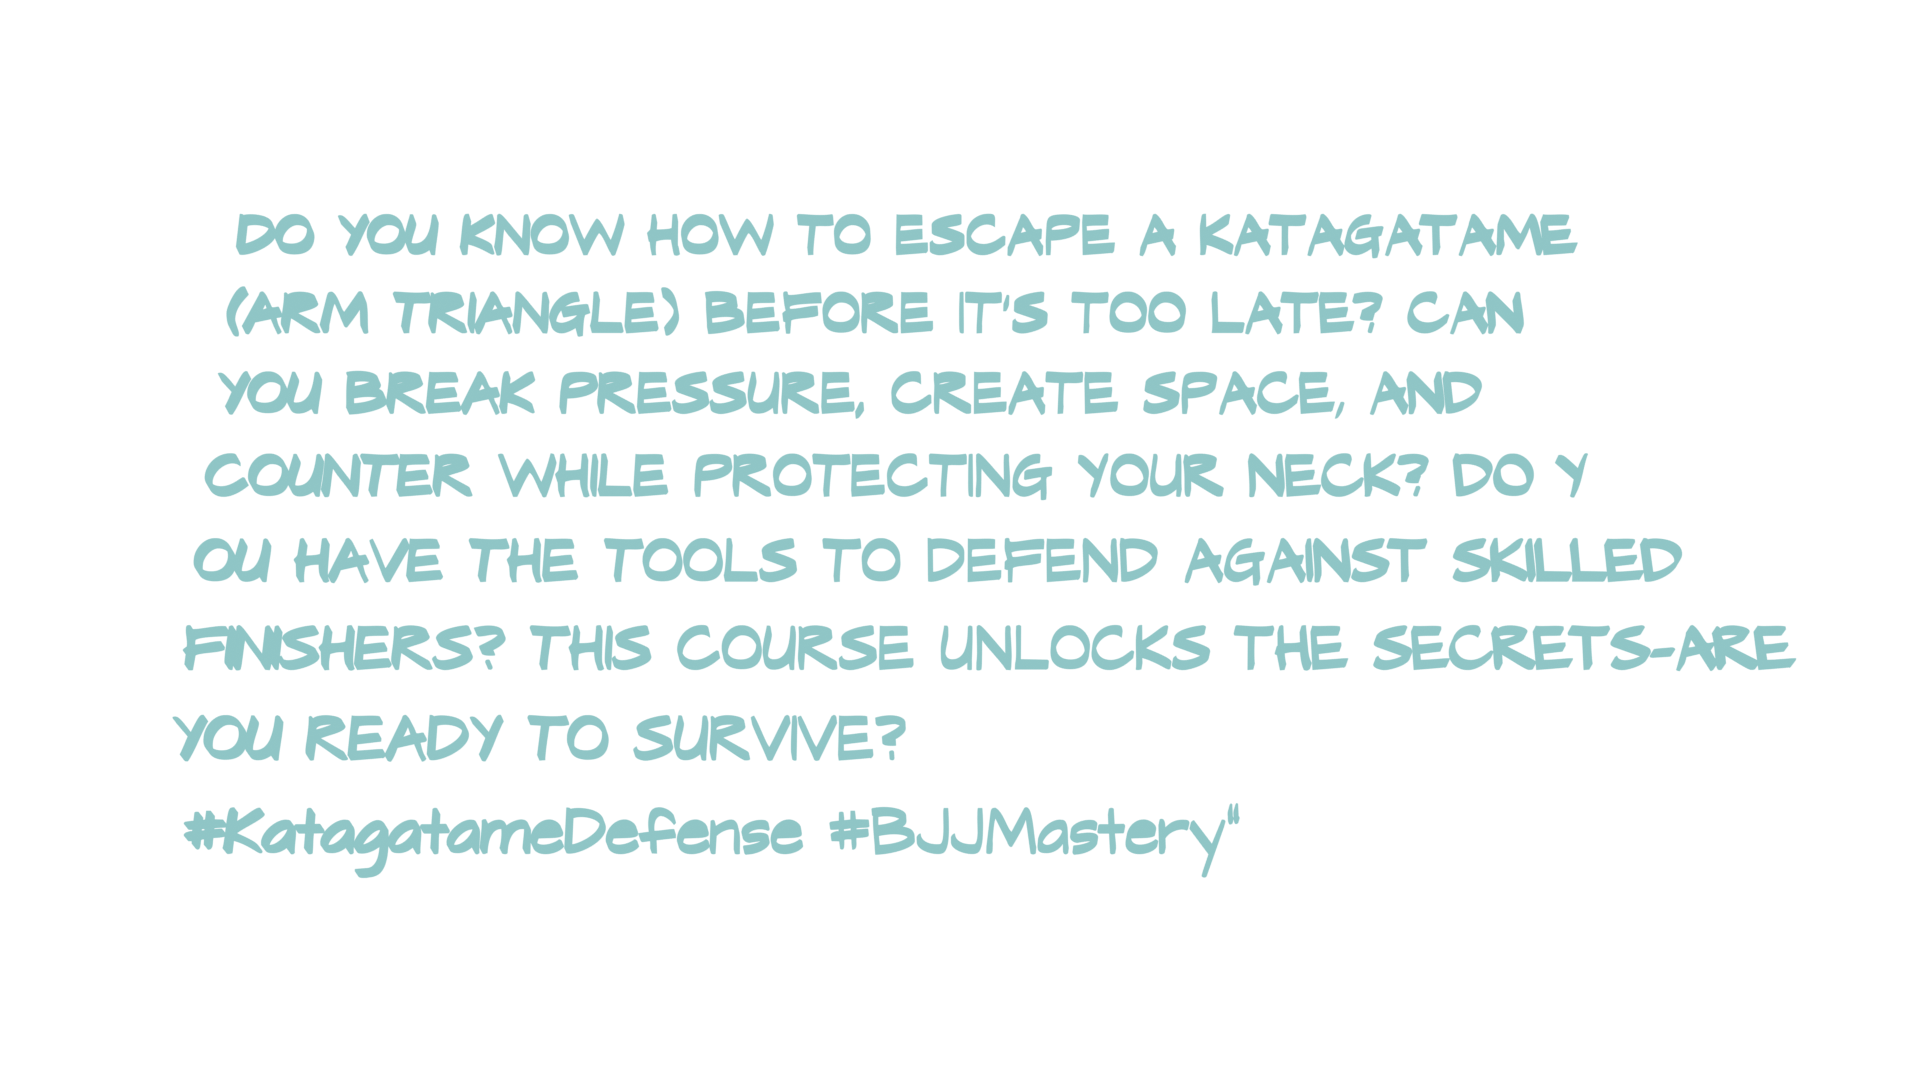 DO YOU KNOW HOW TO ESCAPE A KATAGATAME
(ARM TRIANGLE) BEFORE IT'S TOO LATE? CAN
YOU BREAK PRESSURE, CREATE SPACE, AND
COUNTER WHILE PROTECTING YOUR NECK? DO Y
OU HAVE THE TOOLS TO DEFEND AGAINST SKILLED
FINISHERS? THIS COURSE UNLOCKS THE SECRETS-ARE
YOU READY TO SURVIVE?
#KatagatameDefense #BJJMastery"